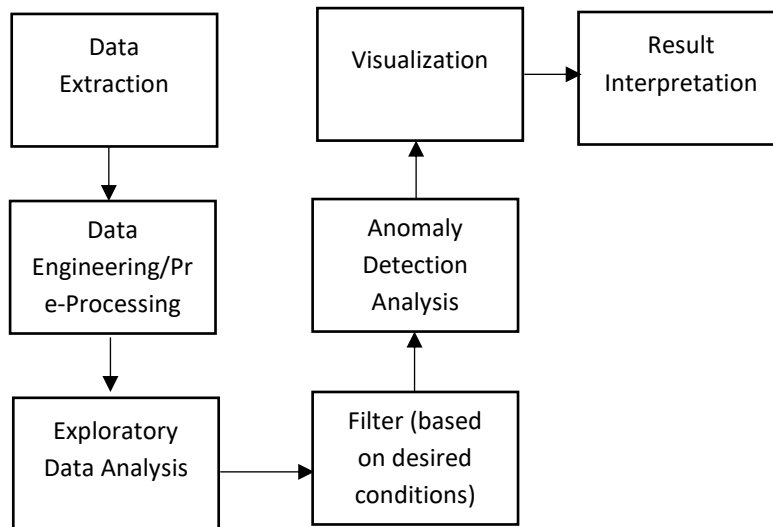 Data
Extraction
Data
Engineering/Pr
e-Processing
Exploratory
Data Analysis
Filter (based
on desired
conditions)
Anomaly
Detection
Analysis
Visualization
Result
Interpretation